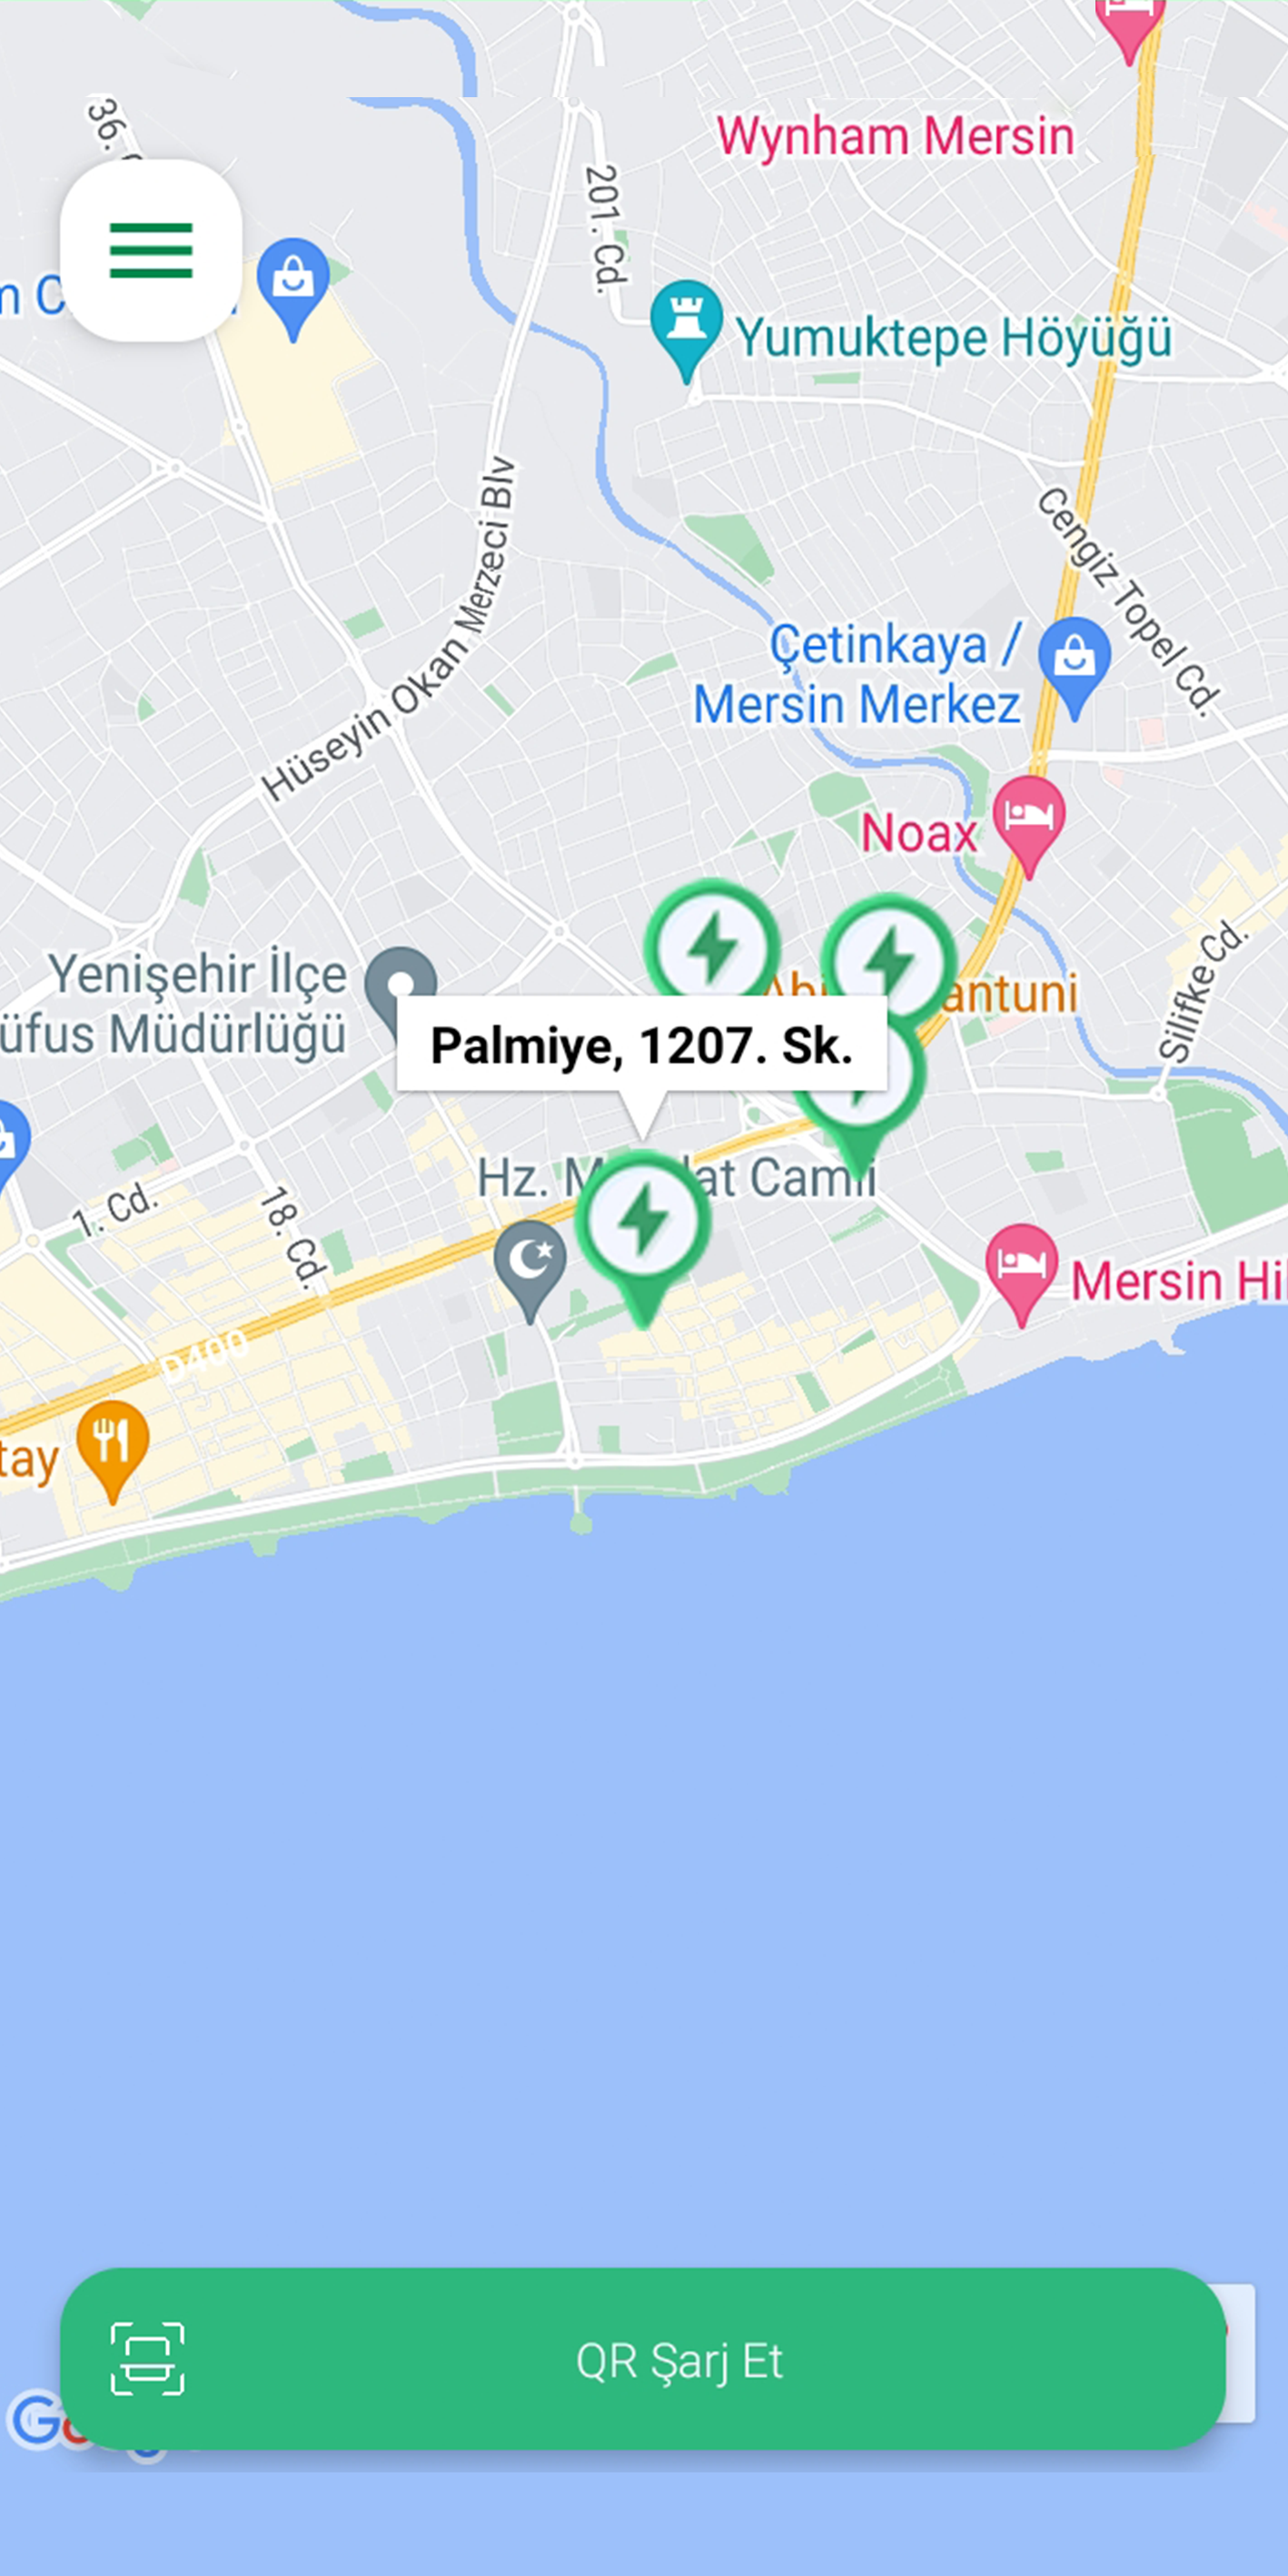 36.
Wynham Mersin
201. Cd.
m C
Yumuktepe Höyüğü
Hüseyin Okan Merzeci Blv
Cengiz Topel Cd.
Çetinkaya /
Mersin Merkez
Noax
Silifke Cd.
Yenişehir İlçe
üfus Müdürlüğü
antuni
Palmiye, 1207. Sk.
Hz. M at Camii
1. Cd.
18. Cd.
Mersin Hil
D400
tay
QR Şarj Et